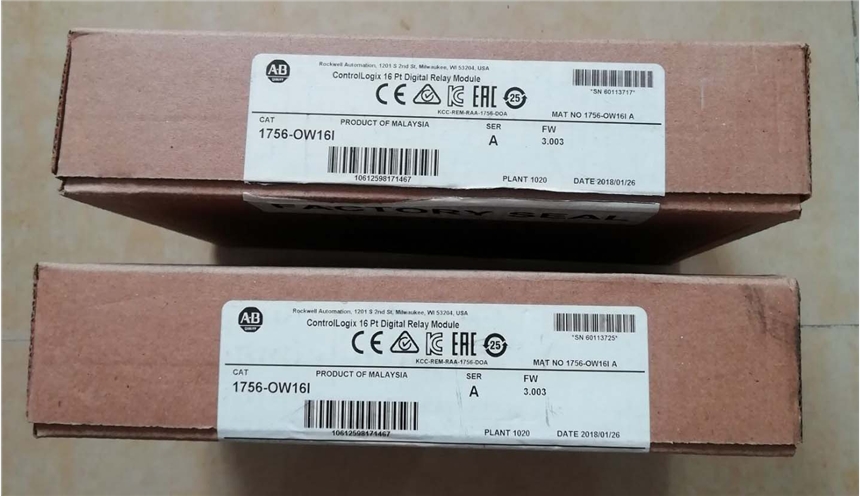 Rockwell Automation, 1201 S 2nd St, Milwaukee, WI 53204, USA
ControlLogix 16 Pt Digital Relay Module
A-B
CE EAC 25
*SN 60113717*
KCC-REM-RAA-1756-DOA
MAT NO 1756-OW16I A
CAT PRODUCT OF MALAYSIA SER FW
1756-OW16I A 3.003
10612598171467
PLANT 1020 DATE 2018/01/26
FACTORY SEAL
Rockwell Automation, 1201 S 2nd St, Milwaukee, WI 53204, USA
ControlLogix 16 Pt Digital Relay Module
A-B
CE EAC 25
*SN 60113725*
KCC-REM-RAA-1756-DOA
MAT NO 1756-OW16I A
CAT PRODUCT OF MALAYSIA SER FW
1756-OW16I A 3.003
10612598171467
PLANT 1020 DATE 2018/01/26